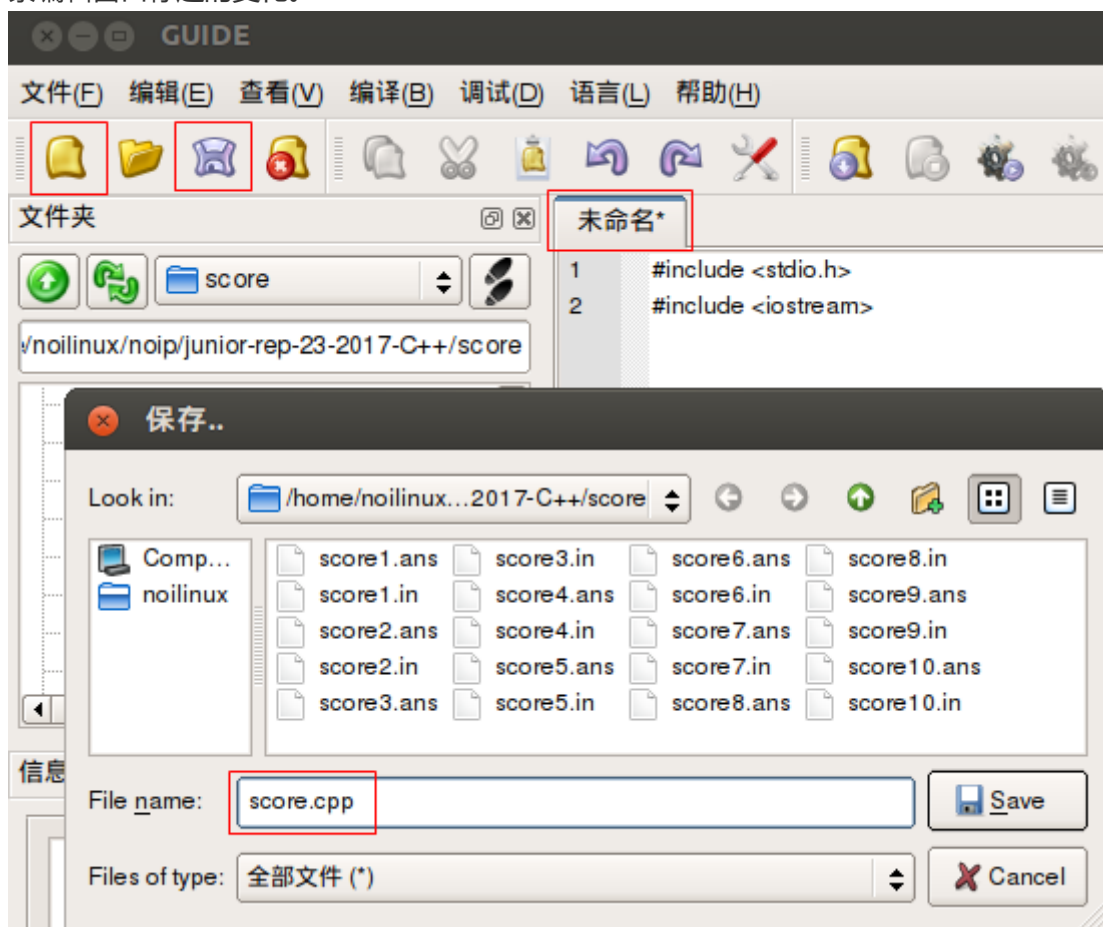 GUIDE
文件(F) 编辑(E) 查看(V) 编译(B) 调试(D) 语言(L) 帮助(H)
文件夹
未命名*
score
/noilinux/noip/junior-rep-23-2017-C++/score
1 #include <stdio.h>
2 #include <iostream>
保存..
Look in: /home/noilinux...2017-C++/score
Comp...
noilinux
score1.ans score3.in score6.ans score8.in
score1.in score4.ans score6.in score9.ans
score2.ans score4.in score7.ans score9.in
score2.in score5.ans score7.in score10.ans
score3.ans score5.in score8.ans score10.in
信息
File name: score.cpp Save
Files of type: 全部文件 (*) Cancel